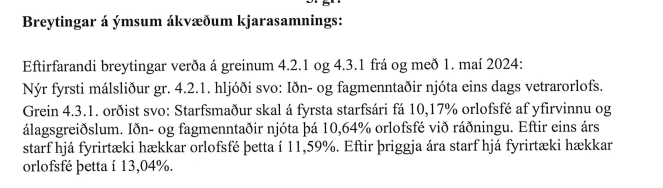 3. gr.
Breytingar á ýmsum ákvæðum kjarasamnings:
Eftirfarandi breytingar verða á greinum 4.2.1 og 4.3.1 frá og með 1. maí 2024:
Nýr fyrsti málsliður gr. 4.2.1. hljóði svo: Iðn- og fagmenntaðir njóta eins dags vetrarorlofs.
Grein 4.3.1. orðist svo: Starfsmaður skal á fyrsta starfsári fá 10,17% orlofsfé af yfirvinnu og
álagsgreiðslum. Iðn- og fagmenntaðir njóta þá 10,64% orlofsfé við ráðningu. Eftir eins árs
starf hjá fyrirtæki hækkar orlofsfé þetta í 11,59%. Eftir þriggja ára starf hjá fyrirtæki hækkar
orlofsfé þetta í 13,04%.